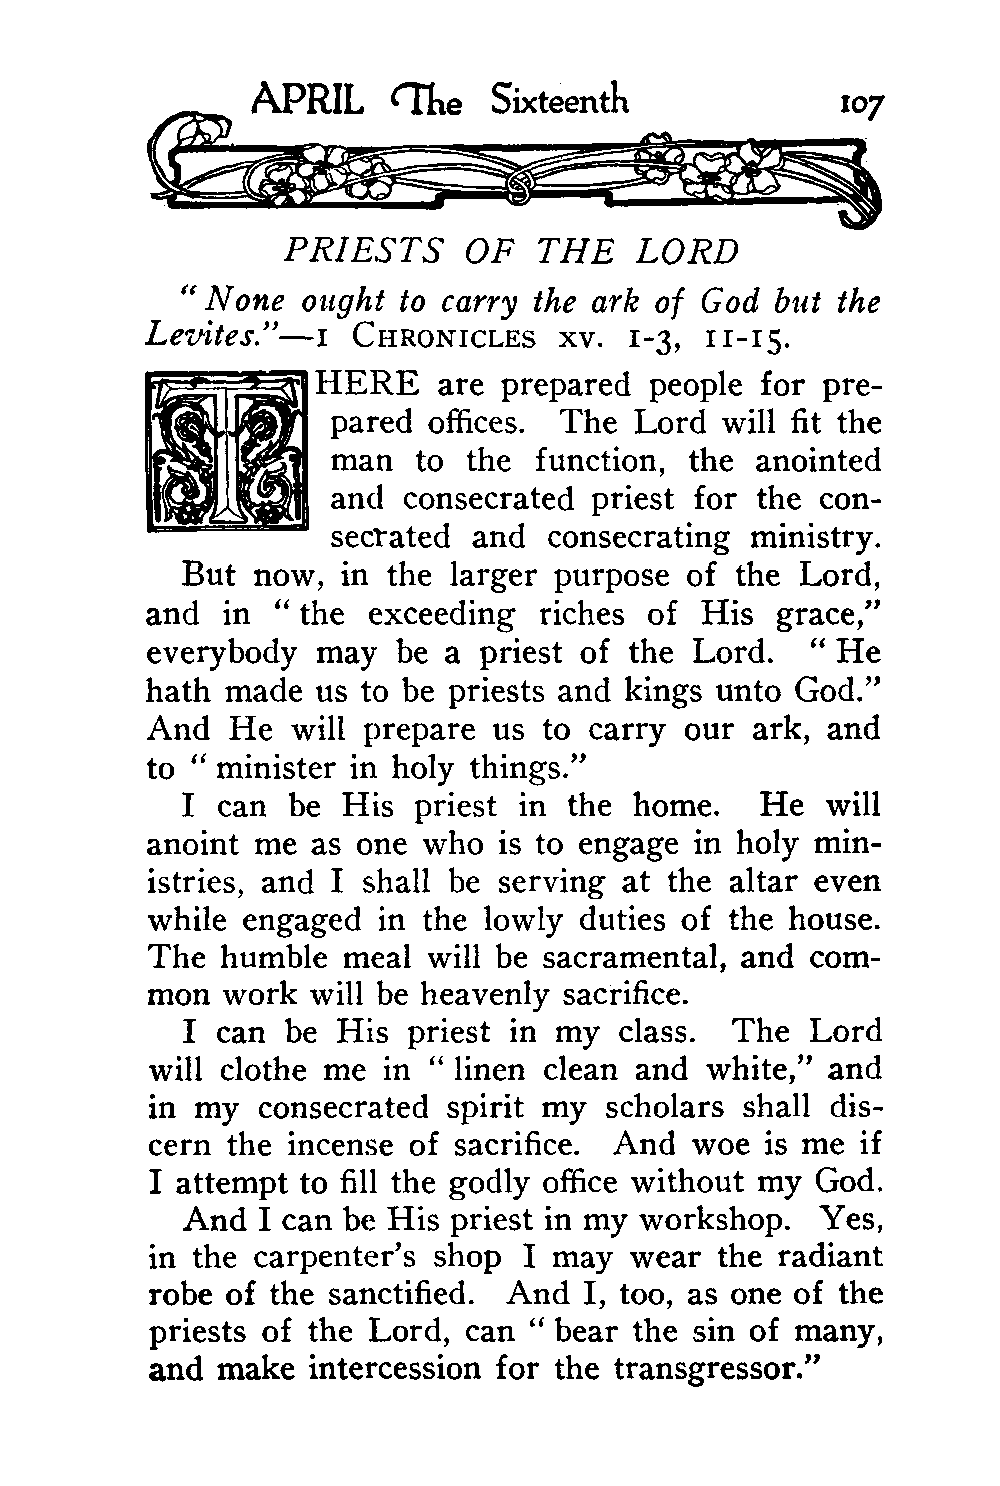 APRIL The Sixteenth 107
PRIESTS OF THE LORD
"None ought to carry the ark of God but the
Levites."—1 CHRONICLES xv. 1-3, 11-15.
THERE are prepared people for pre-
pared offices. The Lord will fit the
man to the function, the anointed
and consecrated priest for the con-
secrated and consecrating ministry.
But now, in the larger purpose of the Lord,
and in "the exceeding riches of His grace,"
everybody may be a priest of the Lord. "He
hath made us to be priests and kings unto God."
And He will prepare us to carry our ark, and
to "minister in holy things."
I can be His priest in the home. He will
anoint me as one who is to engage in holy min-
istries, and I shall be serving at the altar even
while engaged in the lowly duties of the house.
The humble meal will be sacramental, and com-
mon work will be heavenly sacrifice.
I can be His priest in my class. The Lord
will clothe me in "linen clean and white," and
in my consecrated spirit my scholars shall dis-
cern the incense of sacrifice. And woe is me if
I attempt to fill the godly office without my God.
And I can be His priest in my workshop. Yes,
in the carpenter's shop I may wear the radiant
robe of the sanctified. And I, too, as one of the
priests of the Lord, can "bear the sin of many,
and make intercession for the transgressor."